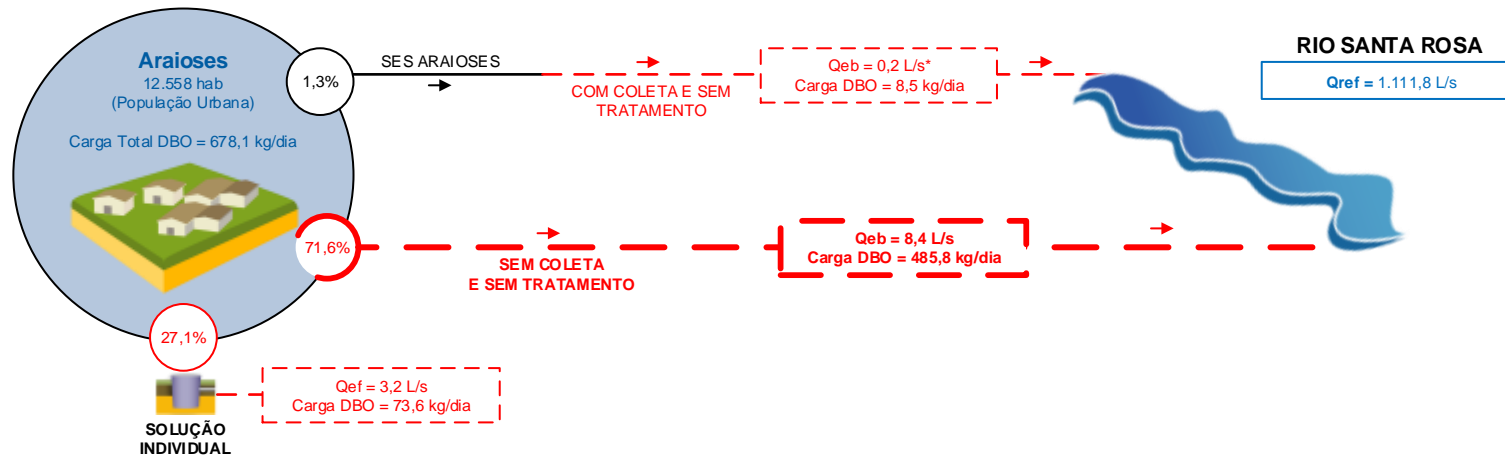 Araioses
12.558 hab
(População Urbana)
Carga Total DBO = 678,1 kg/dia
1,3%
SES ARAIOSES
COM COLETA E SEM
TRATAMENTO
Qeb = 0,2 L/s*
Carga DBO = 8,5 kg/dia
RIO SANTA ROSA
Qref = 1.111,8 L/s
71,6%
SEM COLETA
E SEM TRATAMENTO
Qeb = 8,4 L/s
Carga DBO = 485,8 kg/dia
27,1%
SOLUÇÃO
INDIVIDUAL
Qef = 3,2 L/s
Carga DBO = 73,6 kg/dia